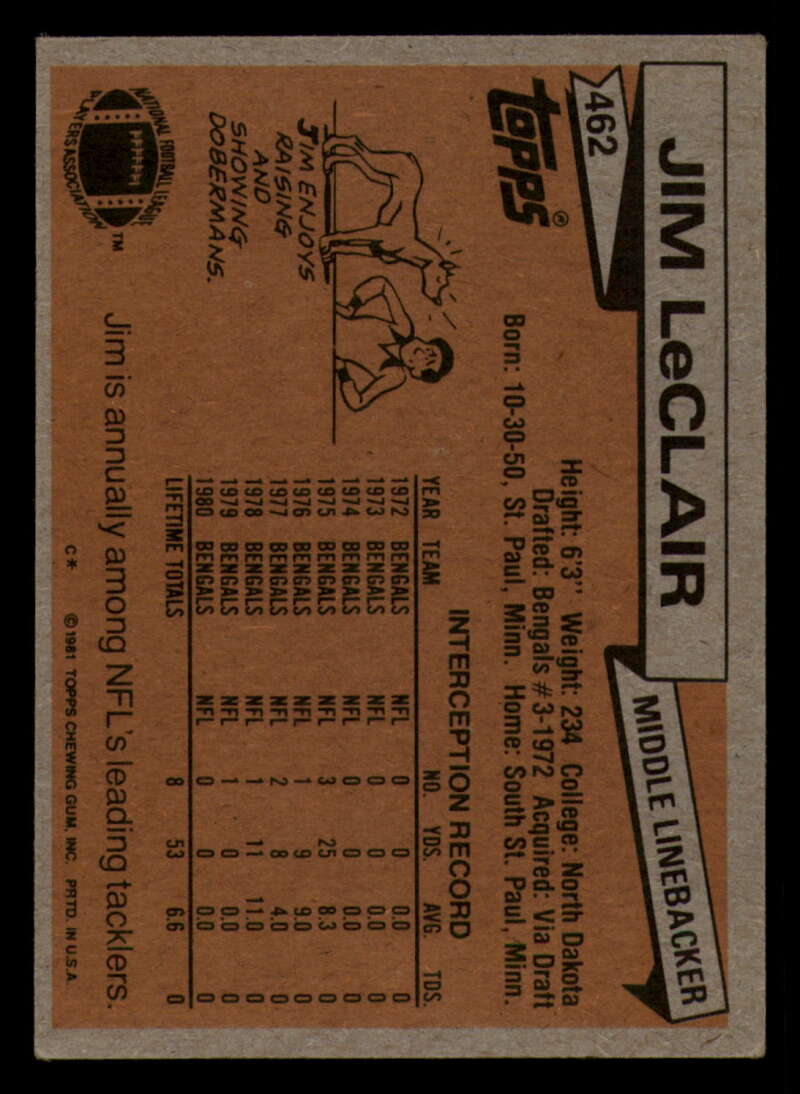 462
JIM LeCLAIR
MIDDLE LINEBACKER
topps®
Height: 6'3" Weight: 234 College: North Dakota
Drafted: Bengals #3-1972 Acquired: Via Draft
Born: 10-30-50, St. Paul, Minn. Home: South St. Paul, Minn.
INTERCEPTION RECORD
YEAR TEAM NO. YDS. AVG. TDS.
1972 BENGALS NFL 0 0 0.0 0
1973 BENGALS NFL 0 0 0.0 0
1974 BENGALS NFL 0 0 0.0 0
1975 BENGALS NFL 3 25 8.3 0
1976 BENGALS NFL 1 9 9.0 0
1977 BENGALS NFL 2 8 4.0 0
1978 BENGALS NFL 1 11 11.0 0
1979 BENGALS NFL 1 0 0.0 0
1980 BENGALS NFL 0 0 0.0 0
LIFETIME TOTALS 8 53 6.6 0
JIM ENJOYS
RAISING
AND
SHOWING
DOBERMANS.
NATIONAL FOOTBALL LEAGUE
PLAYERS ASSOCIATION
TM
Jim is annually among NFL's leading tacklers.
C* ©1981 TOPPS CHEWING GUM, INC. PRTD. IN U.S.A.